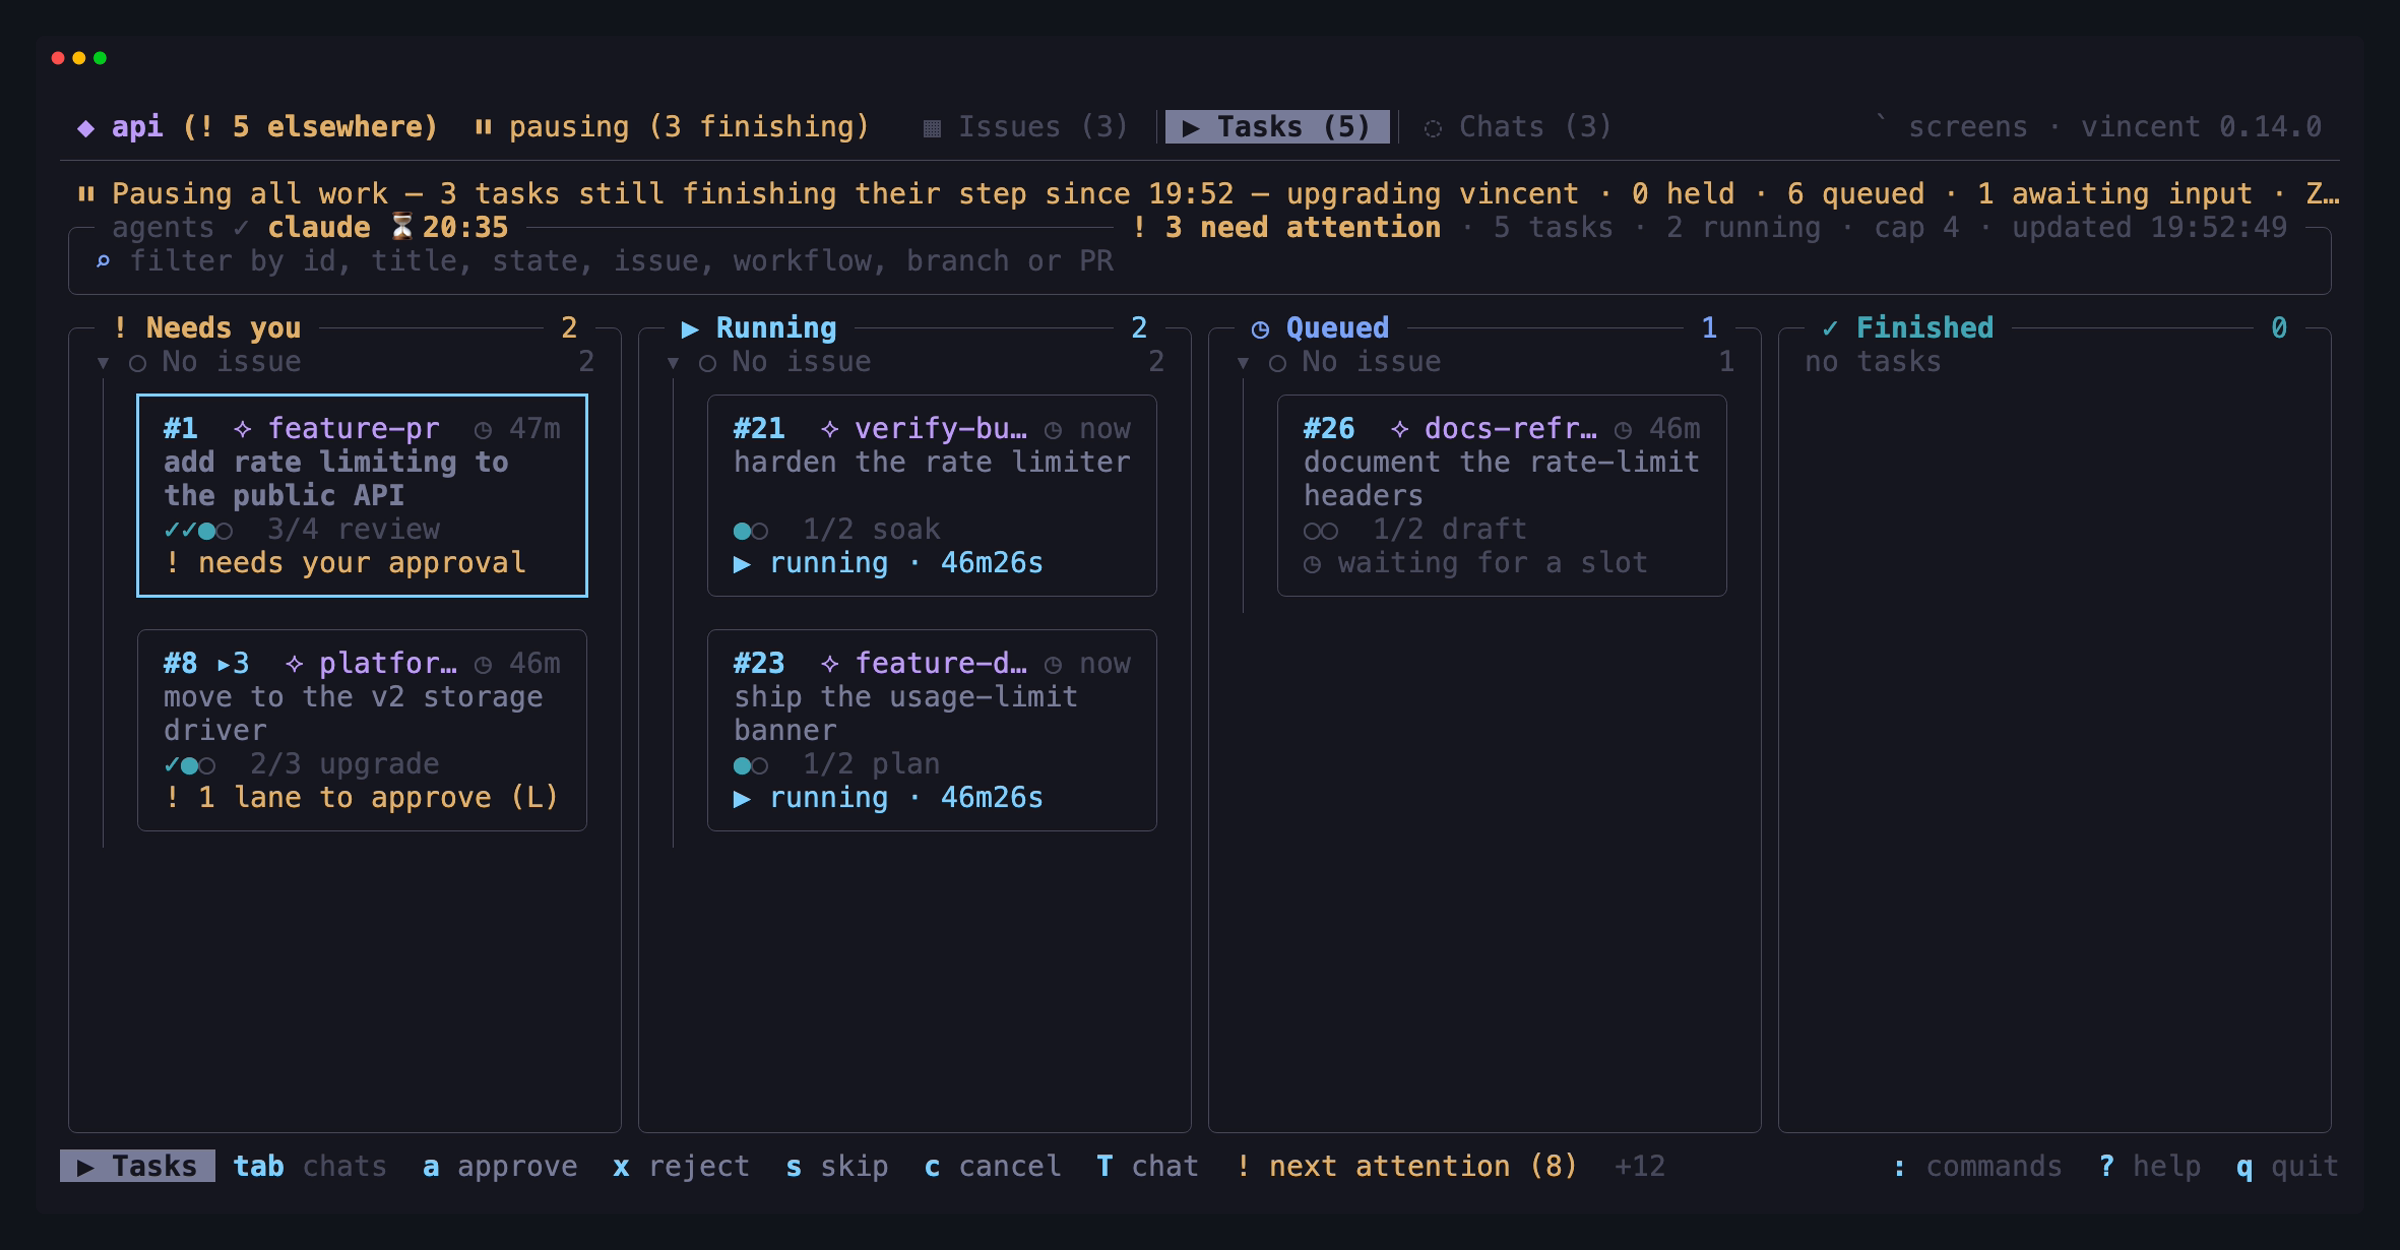 ◆ api (! 5 elsewhere) ⏸ pausing (3 finishing) ▦ Issues (3) ▶ Tasks (5) ◌ Chats (3) ` screens · vincent 0.14.0
⏸ Pausing all work — 3 tasks still finishing their step since 19:52 — upgrading vincent · 0 held · 6 queued · 1 awaiting input · Z…
agents ✓ claude ⏳20:35 ! 3 need attention · 5 tasks · 2 running · cap 4 · updated 19:52:49
⌕ filter by id, title, state, issue, workflow, branch or PR
! Needs you 2
▾ ○ No issue 2
#1 ✧ feature-pr ◷ 47m
add rate limiting to
the public API
✓✓●○ 3/4 review
! needs your approval
#8 ▸3 ✧ platfor… ◷ 46m
move to the v2 storage
driver
✓●○ 2/3 upgrade
! 1 lane to approve (L)
▶ Running 2
▾ ○ No issue 2
#21 ✧ verify-bu… ◷ now
harden the rate limiter
●○ 1/2 soak
▶ running · 46m26s
#23 ✧ feature-d… ◷ now
ship the usage-limit
banner
●○ 1/2 plan
▶ running · 46m26s
◷ Queued 1
▾ ○ No issue 1
#26 ✧ docs-refr… ◷ 46m
document the rate-limit
headers
○○ 1/2 draft
◷ waiting for a slot
✓ Finished 0
no tasks
▶ Tasks tab chats a approve x reject s skip c cancel T chat ! next attention (8) +12 : commands ? help q quit